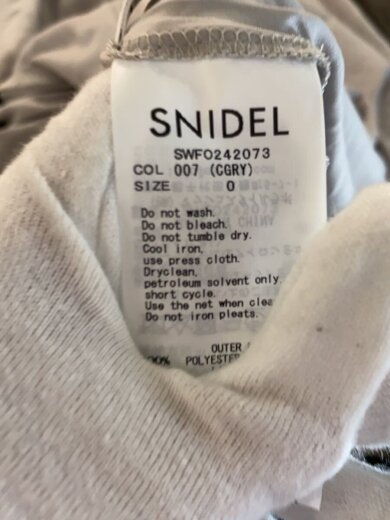 SNIDEL
SWFO242073
COL 007 (CGRY)
SIZE 0
Do not wash.
Do not bleach.
Do not tumble dry.
Cool iron,
use press cloth.
Dryclean,
petroleum solvent only.
short cycle.
Use the net when clea
Do not iron pleats.
OUTER
00% POLYESTER